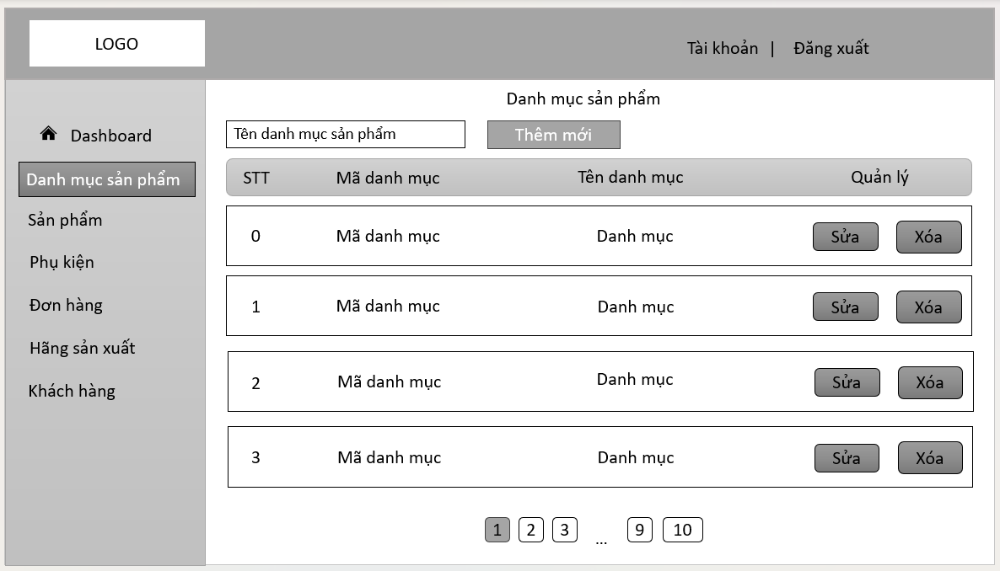 LOGO
Tài khoản | Đăng xuất
Dashboard
Danh mục sản phẩm
Sản phẩm
Phụ kiện
Đơn hàng
Hãng sản xuất
Khách hàng
Danh mục sản phẩm
Tên danh mục sản phẩm Thêm mới
STT Mã danh mục Tên danh mục Quản lý
0 Mã danh mục Danh mục Sửa Xóa
1 Mã danh mục Danh mục Sửa Xóa
2 Mã danh mục Danh mục Sửa Xóa
3 Mã danh mục Danh mục Sửa Xóa
1 2 3 ... 9 10